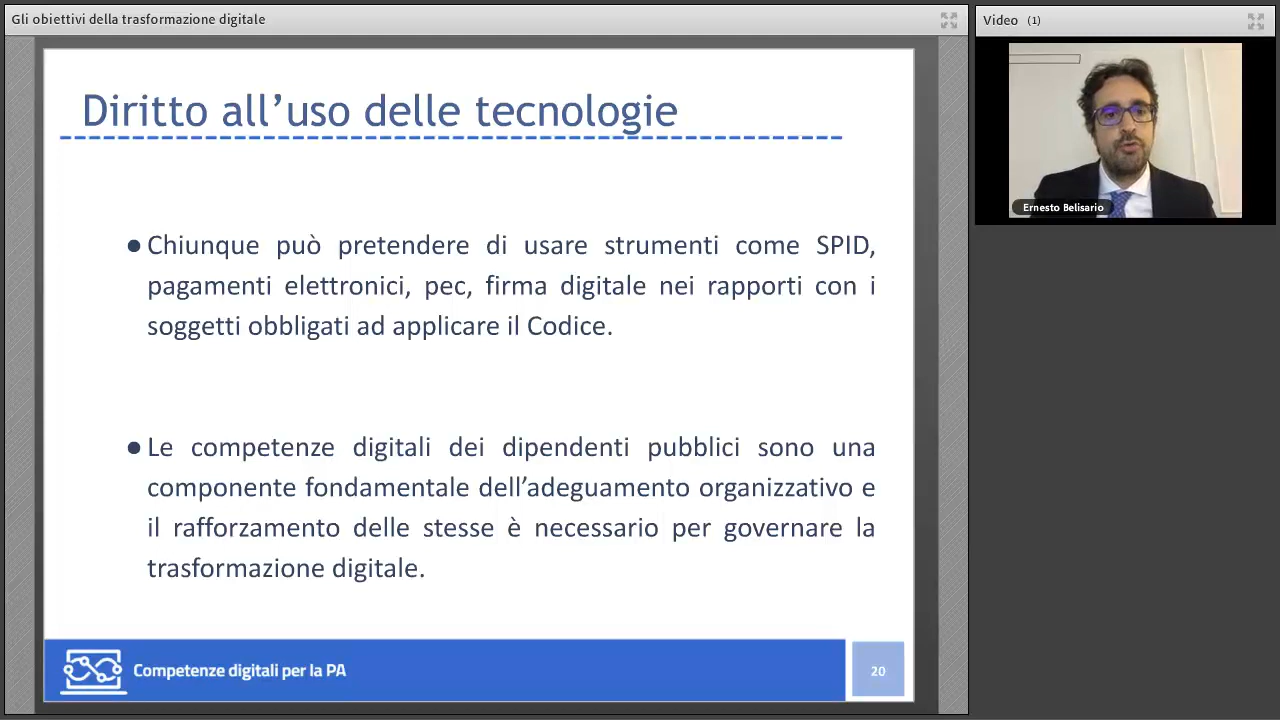 Gli obiettivi della trasformazione digitale
Video (1)
Ernesto Belisario
Diritto all’uso delle tecnologie
● Chiunque può pretendere di usare strumenti come SPID,
pagamenti elettronici, pec, firma digitale nei rapporti con i
soggetti obbligati ad applicare il Codice.
● Le competenze digitali dei dipendenti pubblici sono una
componente fondamentale dell’adeguamento organizzativo e
il rafforzamento delle stesse è necessario per governare la
trasformazione digitale.
Competenze digitali per la PA
20